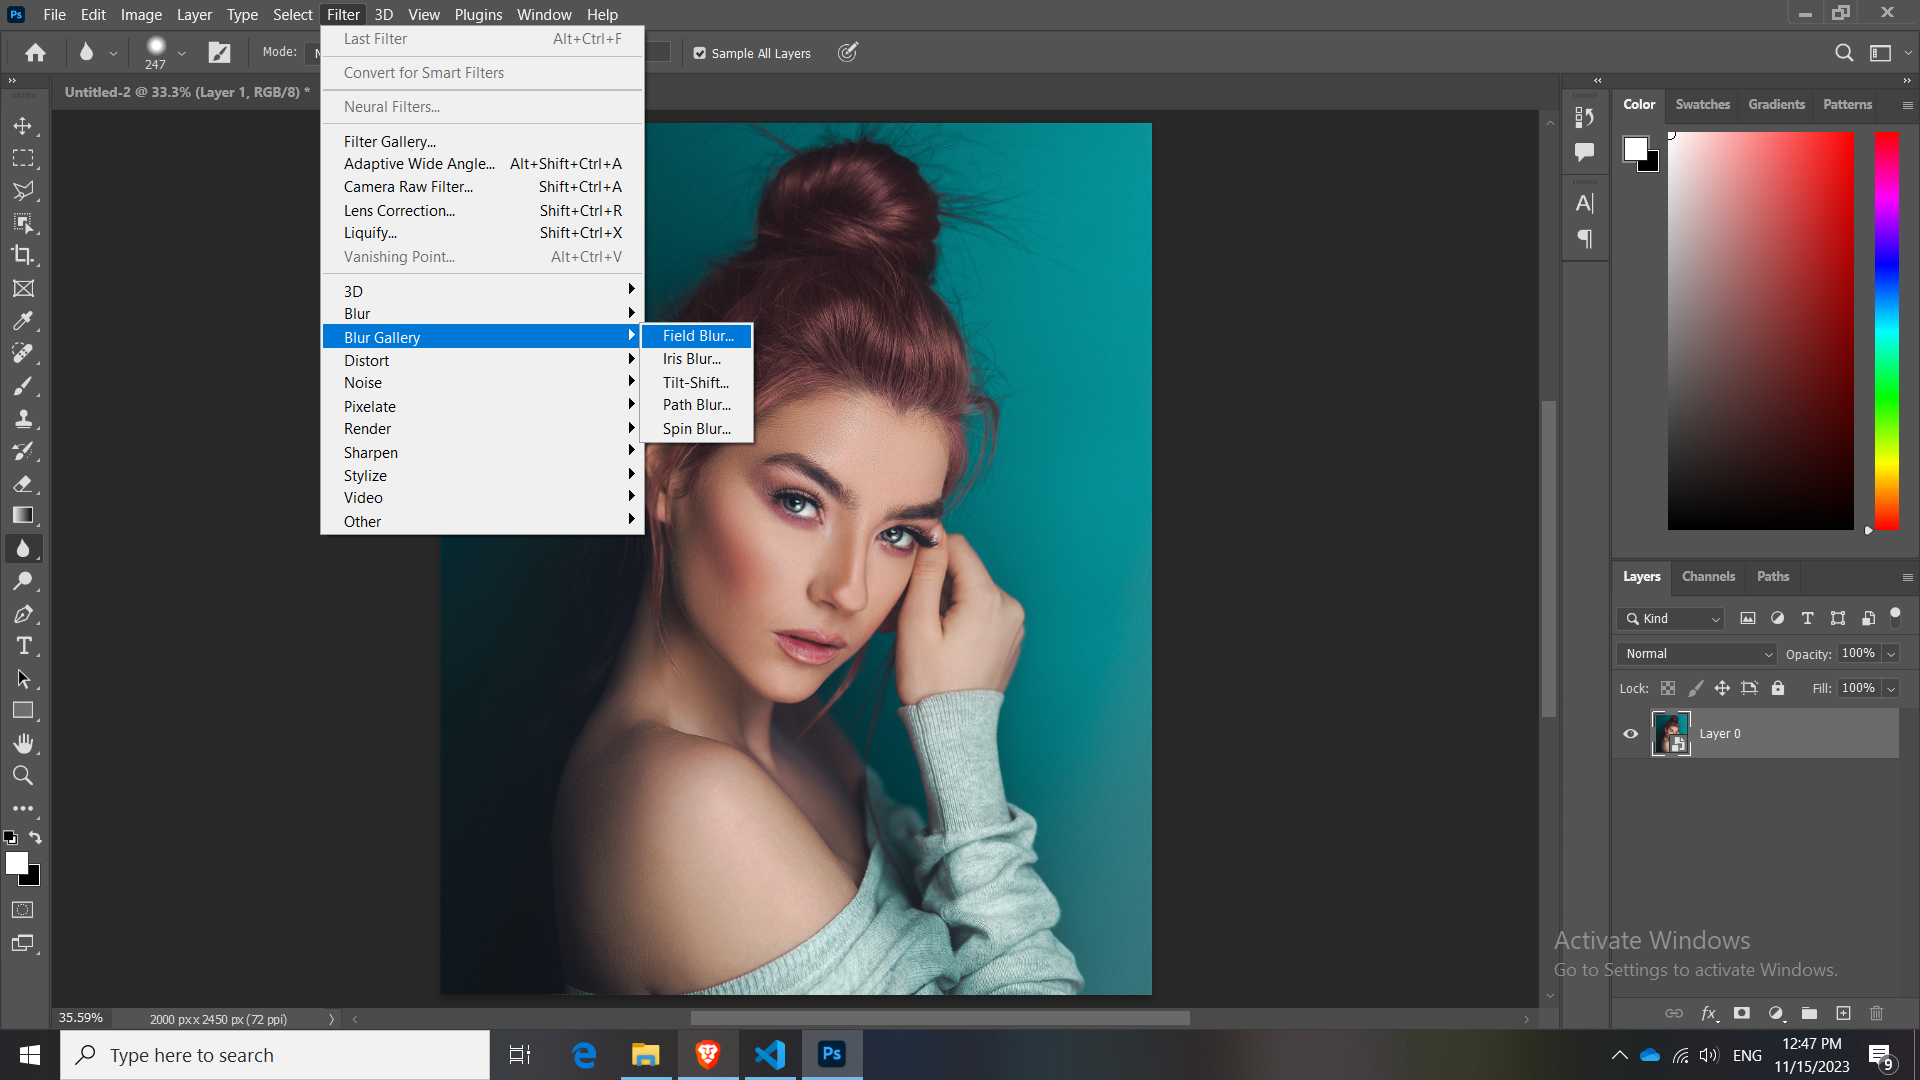 Ps File Edit Image Layer Type Select Filter 3D View Plugins Window Help
247 Mode: Sample All Layers
Untitled-2 @ 33.3% (Layer 1, RGB/8) *
Last Filter Alt+Ctrl+F
Convert for Smart Filters
Neural Filters...
Filter Gallery...
Adaptive Wide Angle... Alt+Shift+Ctrl+A
Camera Raw Filter... Shift+Ctrl+A
Lens Correction... Shift+Ctrl+R
Liquify... Shift+Ctrl+X
Vanishing Point... Alt+Ctrl+V
3D
Blur
Blur Gallery
Distort
Noise
Pixelate
Render
Sharpen
Stylize
Video
Other
Field Blur...
Iris Blur...
Tilt-Shift...
Path Blur...
Spin Blur...
Color Swatches Gradients Patterns
Layers Channels Paths
Kind
Normal Opacity: 100%
Lock: Fill: 100%
Layer 0
Activate Windows
Go to Settings to activate Windows.
35.59% 2000 px x 2450 px (72 ppi)
Type here to search
Ps
ENG
12:47 PM
11/15/2023
9